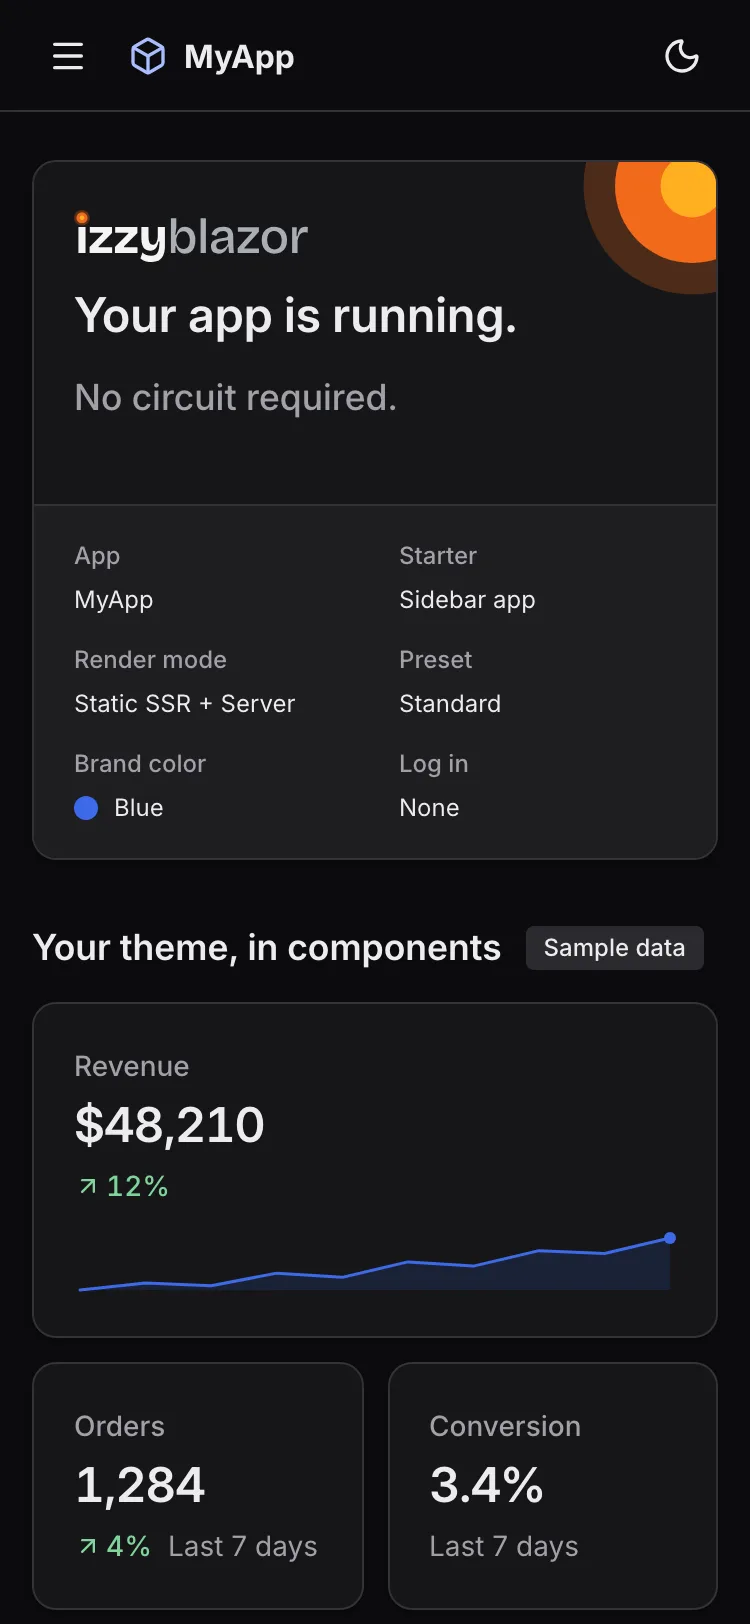 MyApp
izzyblazor
Your app is running.
No circuit required.
App
MyApp
Starter
Sidebar app
Render mode
Static SSR + Server
Preset
Standard
Brand color
Blue
Log in
None
Your theme, in components
Sample data
Revenue
$48,210
12%
Orders
1,284
4% Last 7 days
Conversion
3.4%
Last 7 days